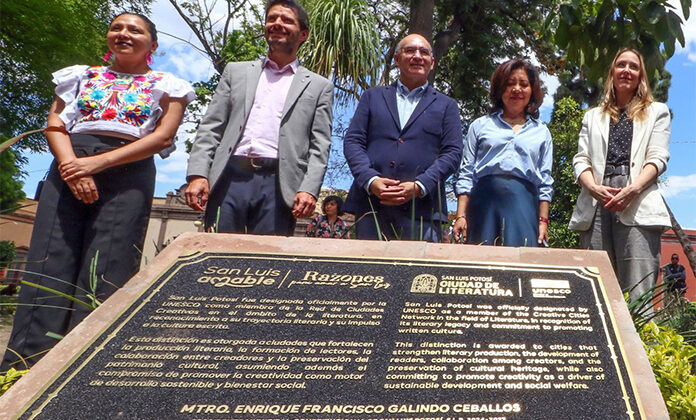 San Luis
amable
Razones
SAN LUIS POTOSÍ
CIUDAD DE
LITERATURA
unesco
San Luis Potosí fue designada oficialmente por la
UNESCO como miembro de la Red de Ciudades
Creativas en el ámbito de la Literatura, en
reconocimiento a su trayectoria literaria y su impulso
a la cultura escrita.
Esta distinción es otorgada a ciudades que fortalecen
la producción literaria, la formación de lectores, la
colaboración entre creadores y la preservación del
patrimonio cultural, asumiendo además el
compromiso de promover la creatividad como motor
de desarrollo sostenible y bienestar social.
San Luis Potosí was officially designated by
UNESCO as a member of the Creative Cities
Network in the field of Literature, in recognition of
its literary legacy and commitment to promoting
written culture.
This distinction is awarded to cities that
strengthen literary production, the development of
readers, collaboration among creators, and the
preservation of cultural heritage, while also
committing to promote creativity as a driver of
sustainable development and social welfare.
MTRO. ENRIQUE FRANCISCO GALINDO CEBALLOS